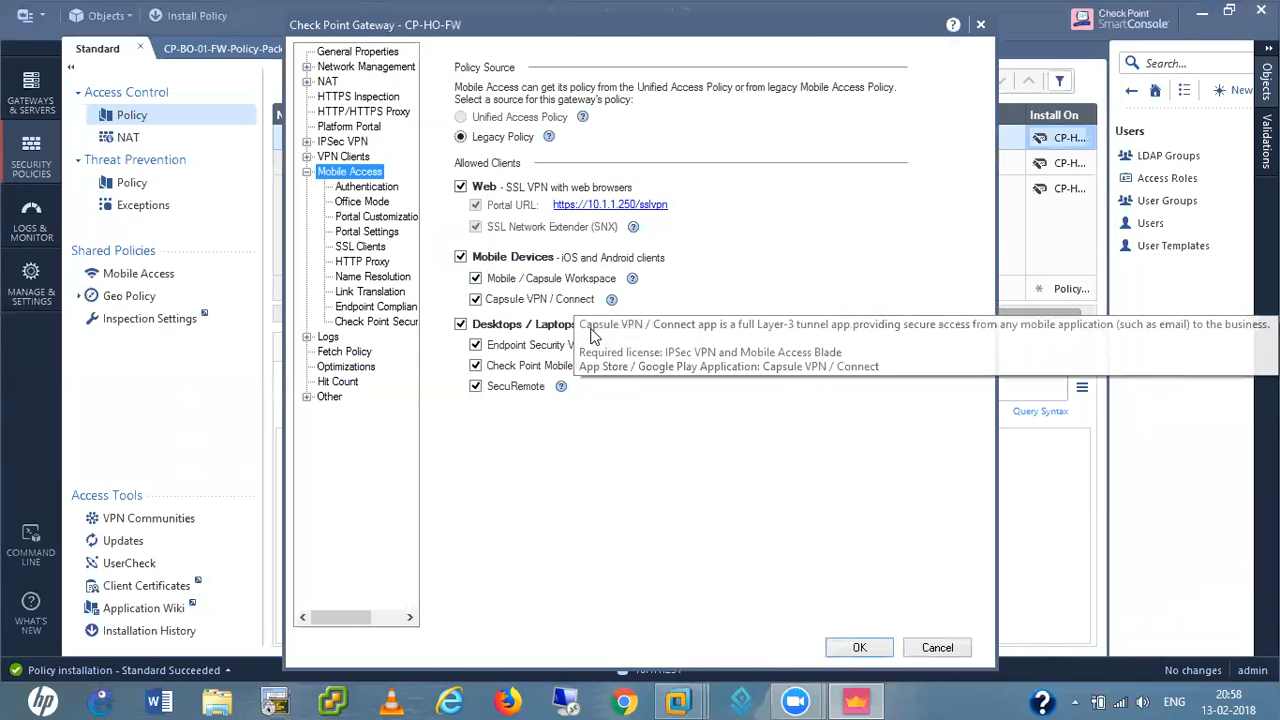 Objects
Install Policy
Check Point Gateway - CP-HO-FW
Check Point
SmartConsole
Standard
CP-BO-01-FW-Policy-Pack
GATEWAYS
& SERVERS
SECURITY
POLICIES
LOGS &
MONITOR
MANAGE &
SETTINGS
COMMAND
LINE
WHAT'S
NEW
Access Control
Policy
NAT
Threat Prevention
Policy
Exceptions
Shared Policies
Mobile Access
Geo Policy
Inspection Settings
Access Tools
VPN Communities
Updates
UserCheck
Client Certificates
Application Wiki
Installation History
General Properties
Network Management
NAT
HTTPS Inspection
HTTP/HTTPS Proxy
Platform Portal
IPSec VPN
VPN Clients
Mobile Access
Authentication
Office Mode
Portal Customizatio
Portal Settings
SSL Clients
HTTP Proxy
Name Resolution
Link Translation
Endpoint Complian
Check Point Secur
Logs
Fetch Policy
Optimizations
Hit Count
Other
Policy Source
Mobile Access can get its policy from the Unified Access Policy or from legacy Mobile Access Policy.
Select a source for this gateway's policy:
Unified Access Policy
Legacy Policy
Allowed Clients
Web - SSL VPN with web browsers
Portal URL: https://10.1.1.250/sslvpn
SSL Network Extender (SNX)
Mobile Devices - iOS and Android clients
Mobile / Capsule Workspace
Capsule VPN / Connect
Desktops / Laptops
Endpoint Security V
Check Point Mobile
SecuRemote
Capsule VPN / Connect app is a full Layer-3 tunnel app providing secure access from any mobile application (such as email) to the business.
Required license: IPSec VPN and Mobile Access Blade
App Store / Google Play Application: Capsule VPN / Connect
OK
Cancel
Install On
CP-H...
CP-H...
CP-H...
Policy...
Query Syntax
Search...
New
Users
LDAP Groups
Access Roles
User Groups
Users
User Templates
Objects
Validations
Policy installation - Standard Succeeded
No changes
admin
ENG
20:58
13-02-2018